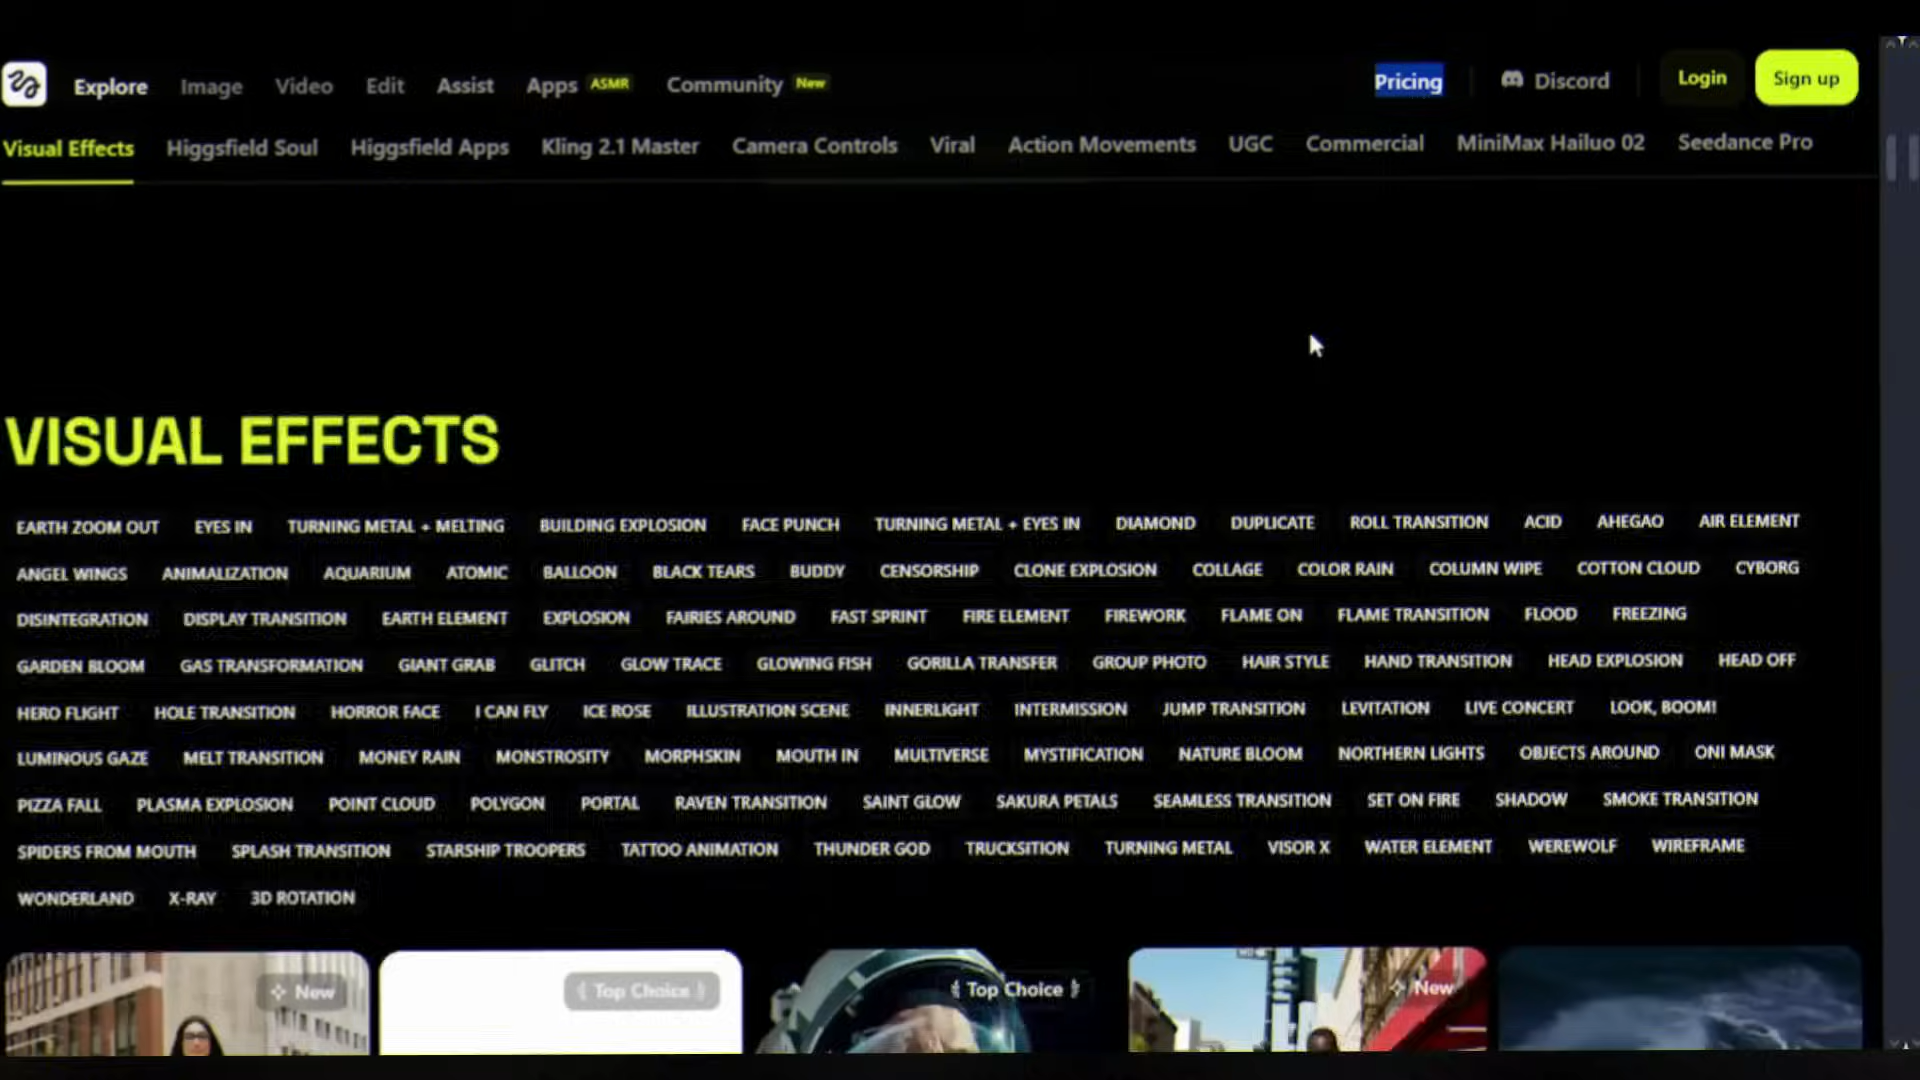 Explore Image Video Edit Assist Apps ASMR Community New Pricing Discord Login Sign up
Visual Effects Higgsfield Soul Higgsfield Apps Kling 2.1 Master Camera Controls Viral Action Movements UGC Commercial MiniMax Hailuo 02 Seedance Pro
VISUAL EFFECTS
EARTH ZOOM OUT EYES IN TURNING METAL + MELTING BUILDING EXPLOSION FACE PUNCH TURNING METAL + EYES IN DIAMOND DUPLICATE ROLL TRANSITION ACID AHEGAO AIR ELEMENT
ANGEL WINGS ANIMALIZATION AQUARIUM ATOMIC BALLOON BLACK TEARS BUDDY CENSORSHIP CLONE EXPLOSION COLLAGE COLOR RAIN COLUMN WIPE COTTON CLOUD CYBORG
DISINTEGRATION DISPLAY TRANSITION EARTH ELEMENT EXPLOSION FAIRIES AROUND FAST SPRINT FIRE ELEMENT FIREWORK FLAME ON FLAME TRANSITION FLOOD FREEZING
GARDEN BLOOM GAS TRANSFORMATION GIANT GRAB GLITCH GLOW TRACE GLOWING FISH GORILLA TRANSFER GROUP PHOTO HAIR STYLE HAND TRANSITION HEAD EXPLOSION HEAD OFF
HERO FLIGHT HOLE TRANSITION HORROR FACE I CAN FLY ICE ROSE ILLUSTRATION SCENE INNERLIGHT INTERMISSION JUMP TRANSITION LEVITATION LIVE CONCERT LOOK, BOOM!
LUMINOUS GAZE MELT TRANSITION MONEY RAIN MONSTROSITY MORPHSKIN MOUTH IN MULTIVERSE MYSTIFICATION NATURE BLOOM NORTHERN LIGHTS OBJECTS AROUND ONI MASK
PIZZA FALL PLASMA EXPLOSION POINT CLOUD POLYGON PORTAL RAVEN TRANSITION SAINT GLOW SAKURA PETALS SEAMLESS TRANSITION SET ON FIRE SHADOW SMOKE TRANSITION
SPIDERS FROM MOUTH SPLASH TRANSITION STARSHIP TROOPERS TATTOO ANIMATION THUNDER GOD TRUCKSITION TURNING METAL VISOR X WATER ELEMENT WEREWOLF WIREFRAME
WONDERLAND X-RAY 3D ROTATION
New Top Choice Top Choice New